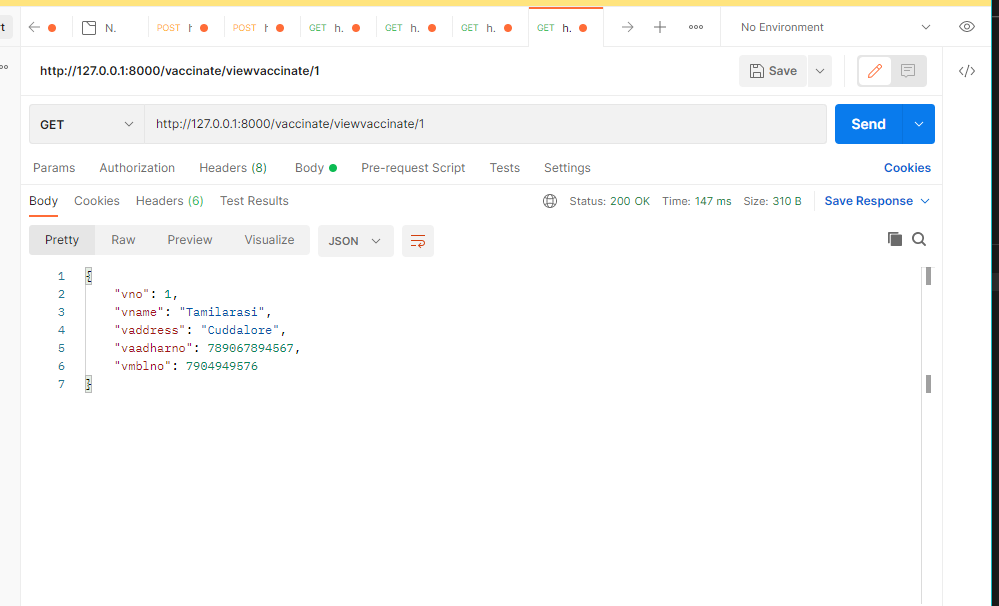 t N. POST h POST h GET h. GET h. GET h. GET h. No Environment
http://127.0.0.1:8000/vaccinate/viewvaccinate/1 Save
GET http://127.0.0.1:8000/vaccinate/viewvaccinate/1 Send
Params Authorization Headers (8) Body Pre-request Script Tests Settings Cookies
Body Cookies Headers (6) Test Results Status: 200 OK Time: 147 ms Size: 310 B Save Response
Pretty Raw Preview Visualize JSON
1 {
2 "vno": 1,
3 "vname": "Tamilarasi",
4 "vaddress": "Cuddalore",
5 "vaadharno": 789067894567,
6 "vmblno": 7904949576
7 }